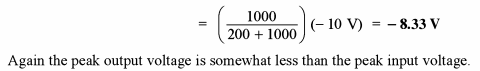 = ( 1000 / 200 + 1000 ) (– 10 V) = – 8.33 V
Again the peak output voltage is somewhat less than the peak input voltage.